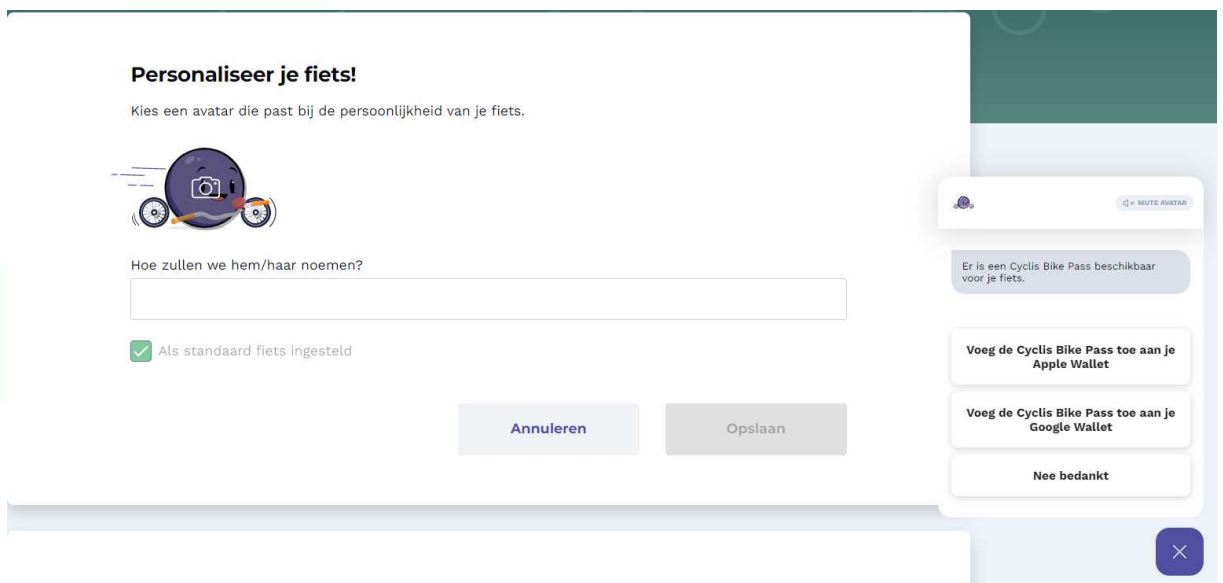 Personaliseer je fiets!
Kies een avatar die past bij de persoonlijkheid van je fiets.
Hoe zullen we hem/haar noemen?
Als standaard fiets ingesteld
Annuleren
Opslaan
MUTE AVATAR
Er is een Cyclis Bike Pass beschikbaar
voor je fiets.
Voeg de Cyclis Bike Pass toe aan je
Apple Wallet
Voeg de Cyclis Bike Pass toe aan je
Google Wallet
Nee bedankt